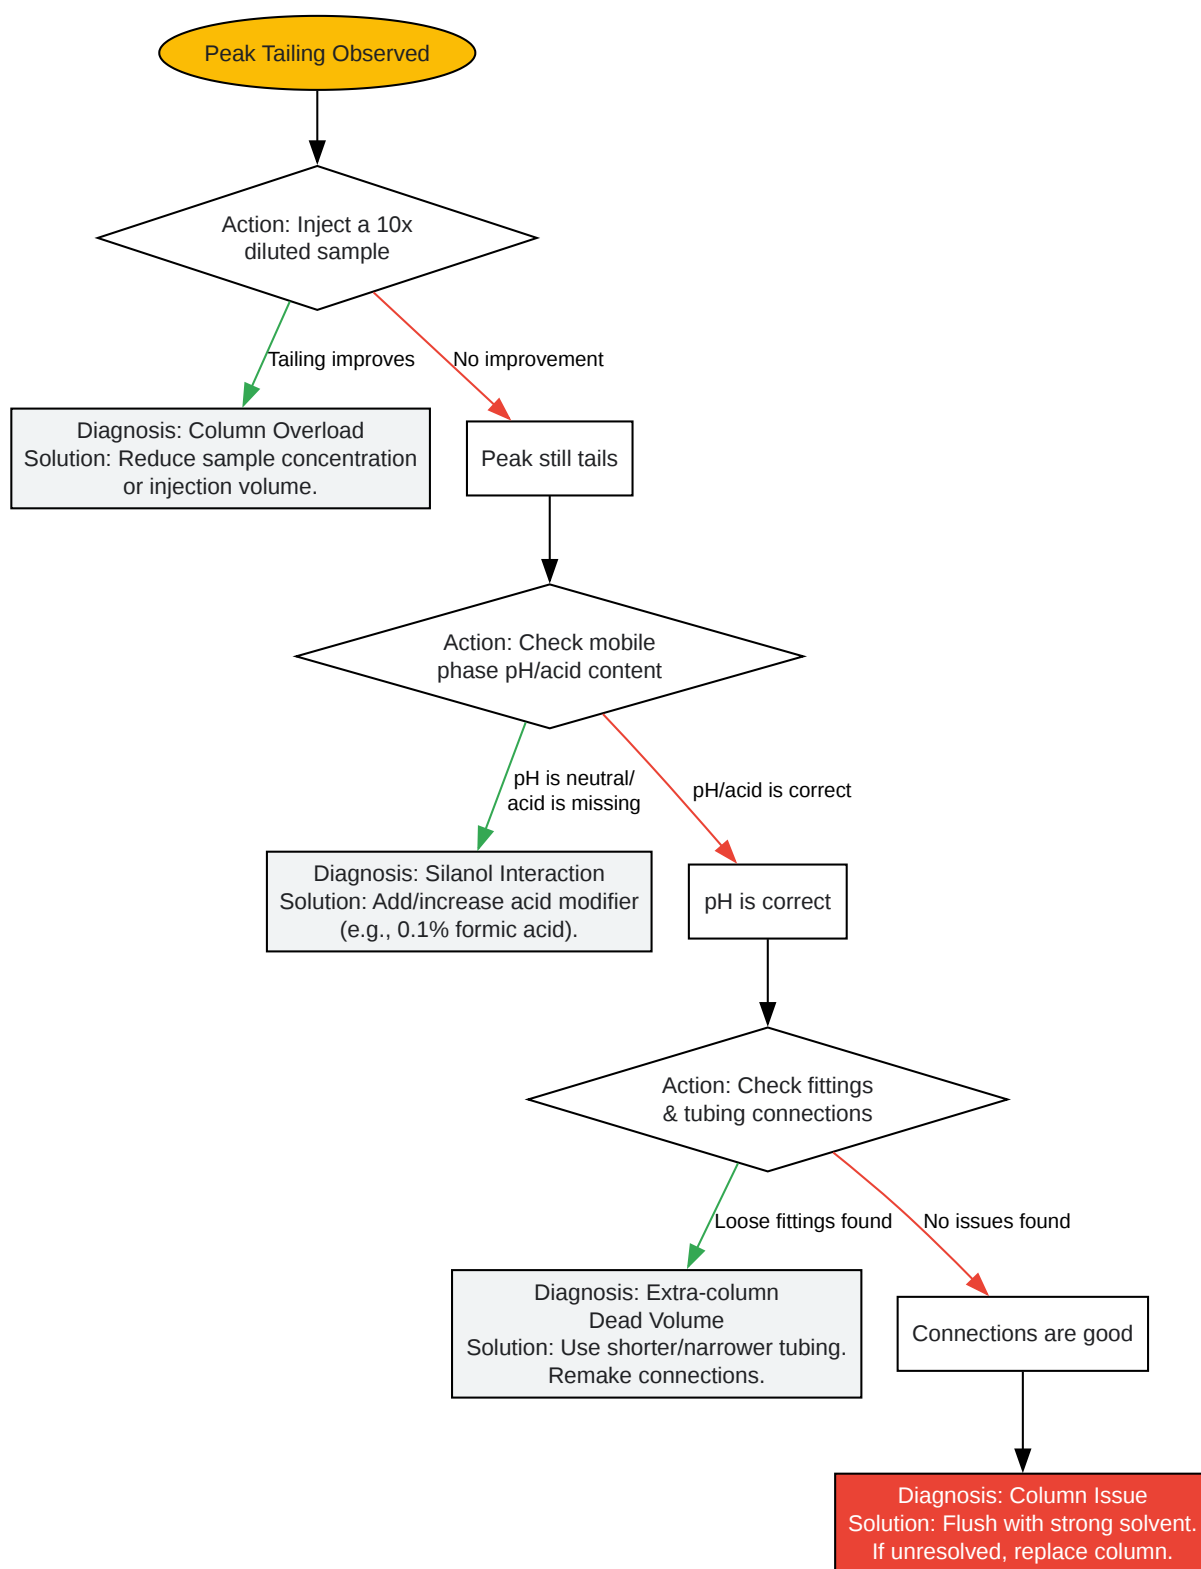 Peak Tailing Observed
Action: Inject a 10x
diluted sample
Tailing improves
No improvement
Diagnosis: Column Overload
Solution: Reduce sample concentration
or injection volume.
Peak still tails
Action: Check mobile
phase pH/acid content
pH is neutral/
acid is missing
pH/acid is correct
Diagnosis: Silanol Interaction
Solution: Add/increase acid modifier
(e.g., 0.1% formic acid).
pH is correct
Action: Check fittings
& tubing connections
Loose fittings found
No issues found
Diagnosis: Extra-column
Dead Volume
Solution: Use shorter/narrower tubing.
Remake connections.
Connections are good
Diagnosis: Column Issue
Solution: Flush with strong solvent.
If unresolved, replace column.